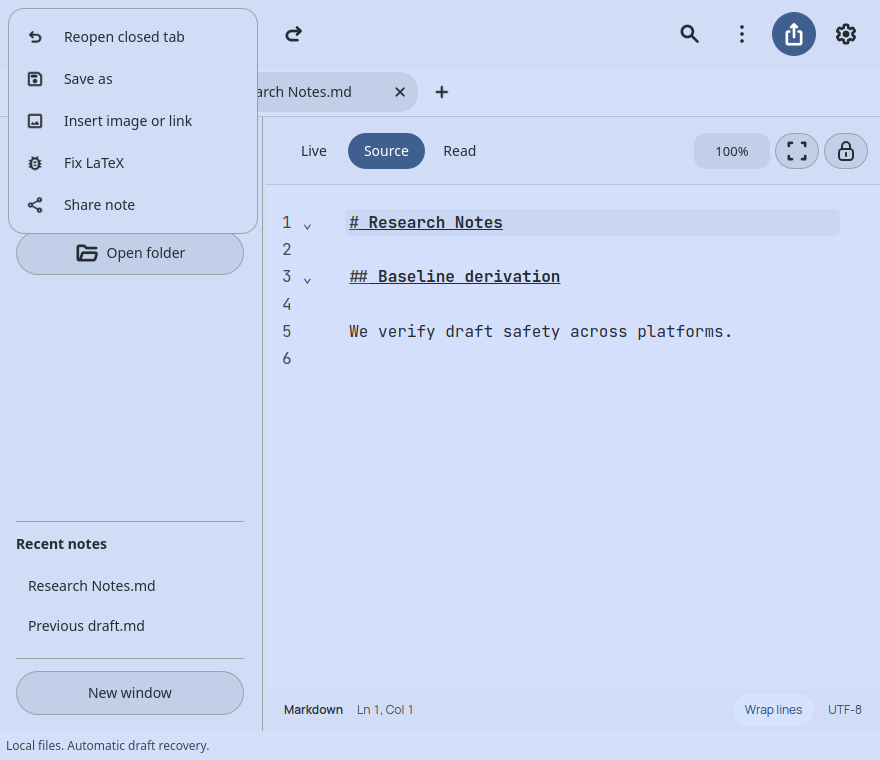 Reopen closed tab
Save as
Insert image or link
Fix LaTeX
Share note
arch Notes.md
Open folder
Recent notes
Research Notes.md
Previous draft.md
New window
Live
Source
Read
100%
1 # Research Notes
2
3 ## Baseline derivation
4
5 We verify draft safety across platforms.
6
Markdown Ln 1, Col 1
Wrap lines UTF-8
Local files. Automatic draft recovery.